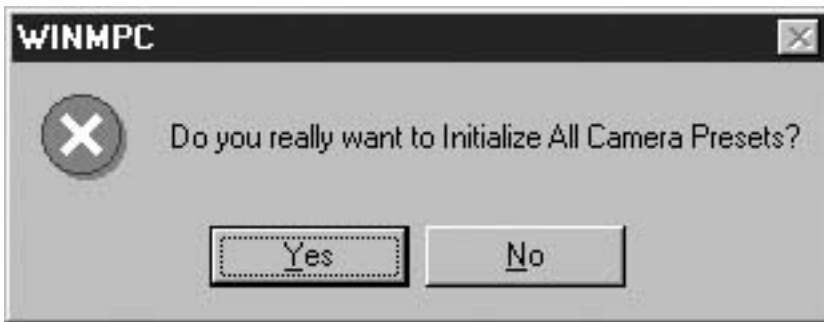 WINMPC
Do you really want to Initialize All Camera Presets?
Yes No